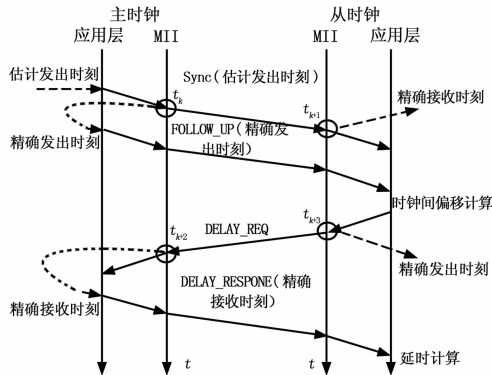 主时钟
从时钟
应用层
MII
MII
应用层
估计发出时刻
Sync(估计发出时刻)
t_k
t_{k+1}
精确接收时刻
FOLLOW_UP(精确发
出时刻)
精确发出时刻
时钟间偏移计算
t_{k+3}
DELAY_REQ
t_{k+2}
精确发出时刻
DELAY_RESPONE(精确
接收时刻)
精确接收时刻
延时计算
t
t